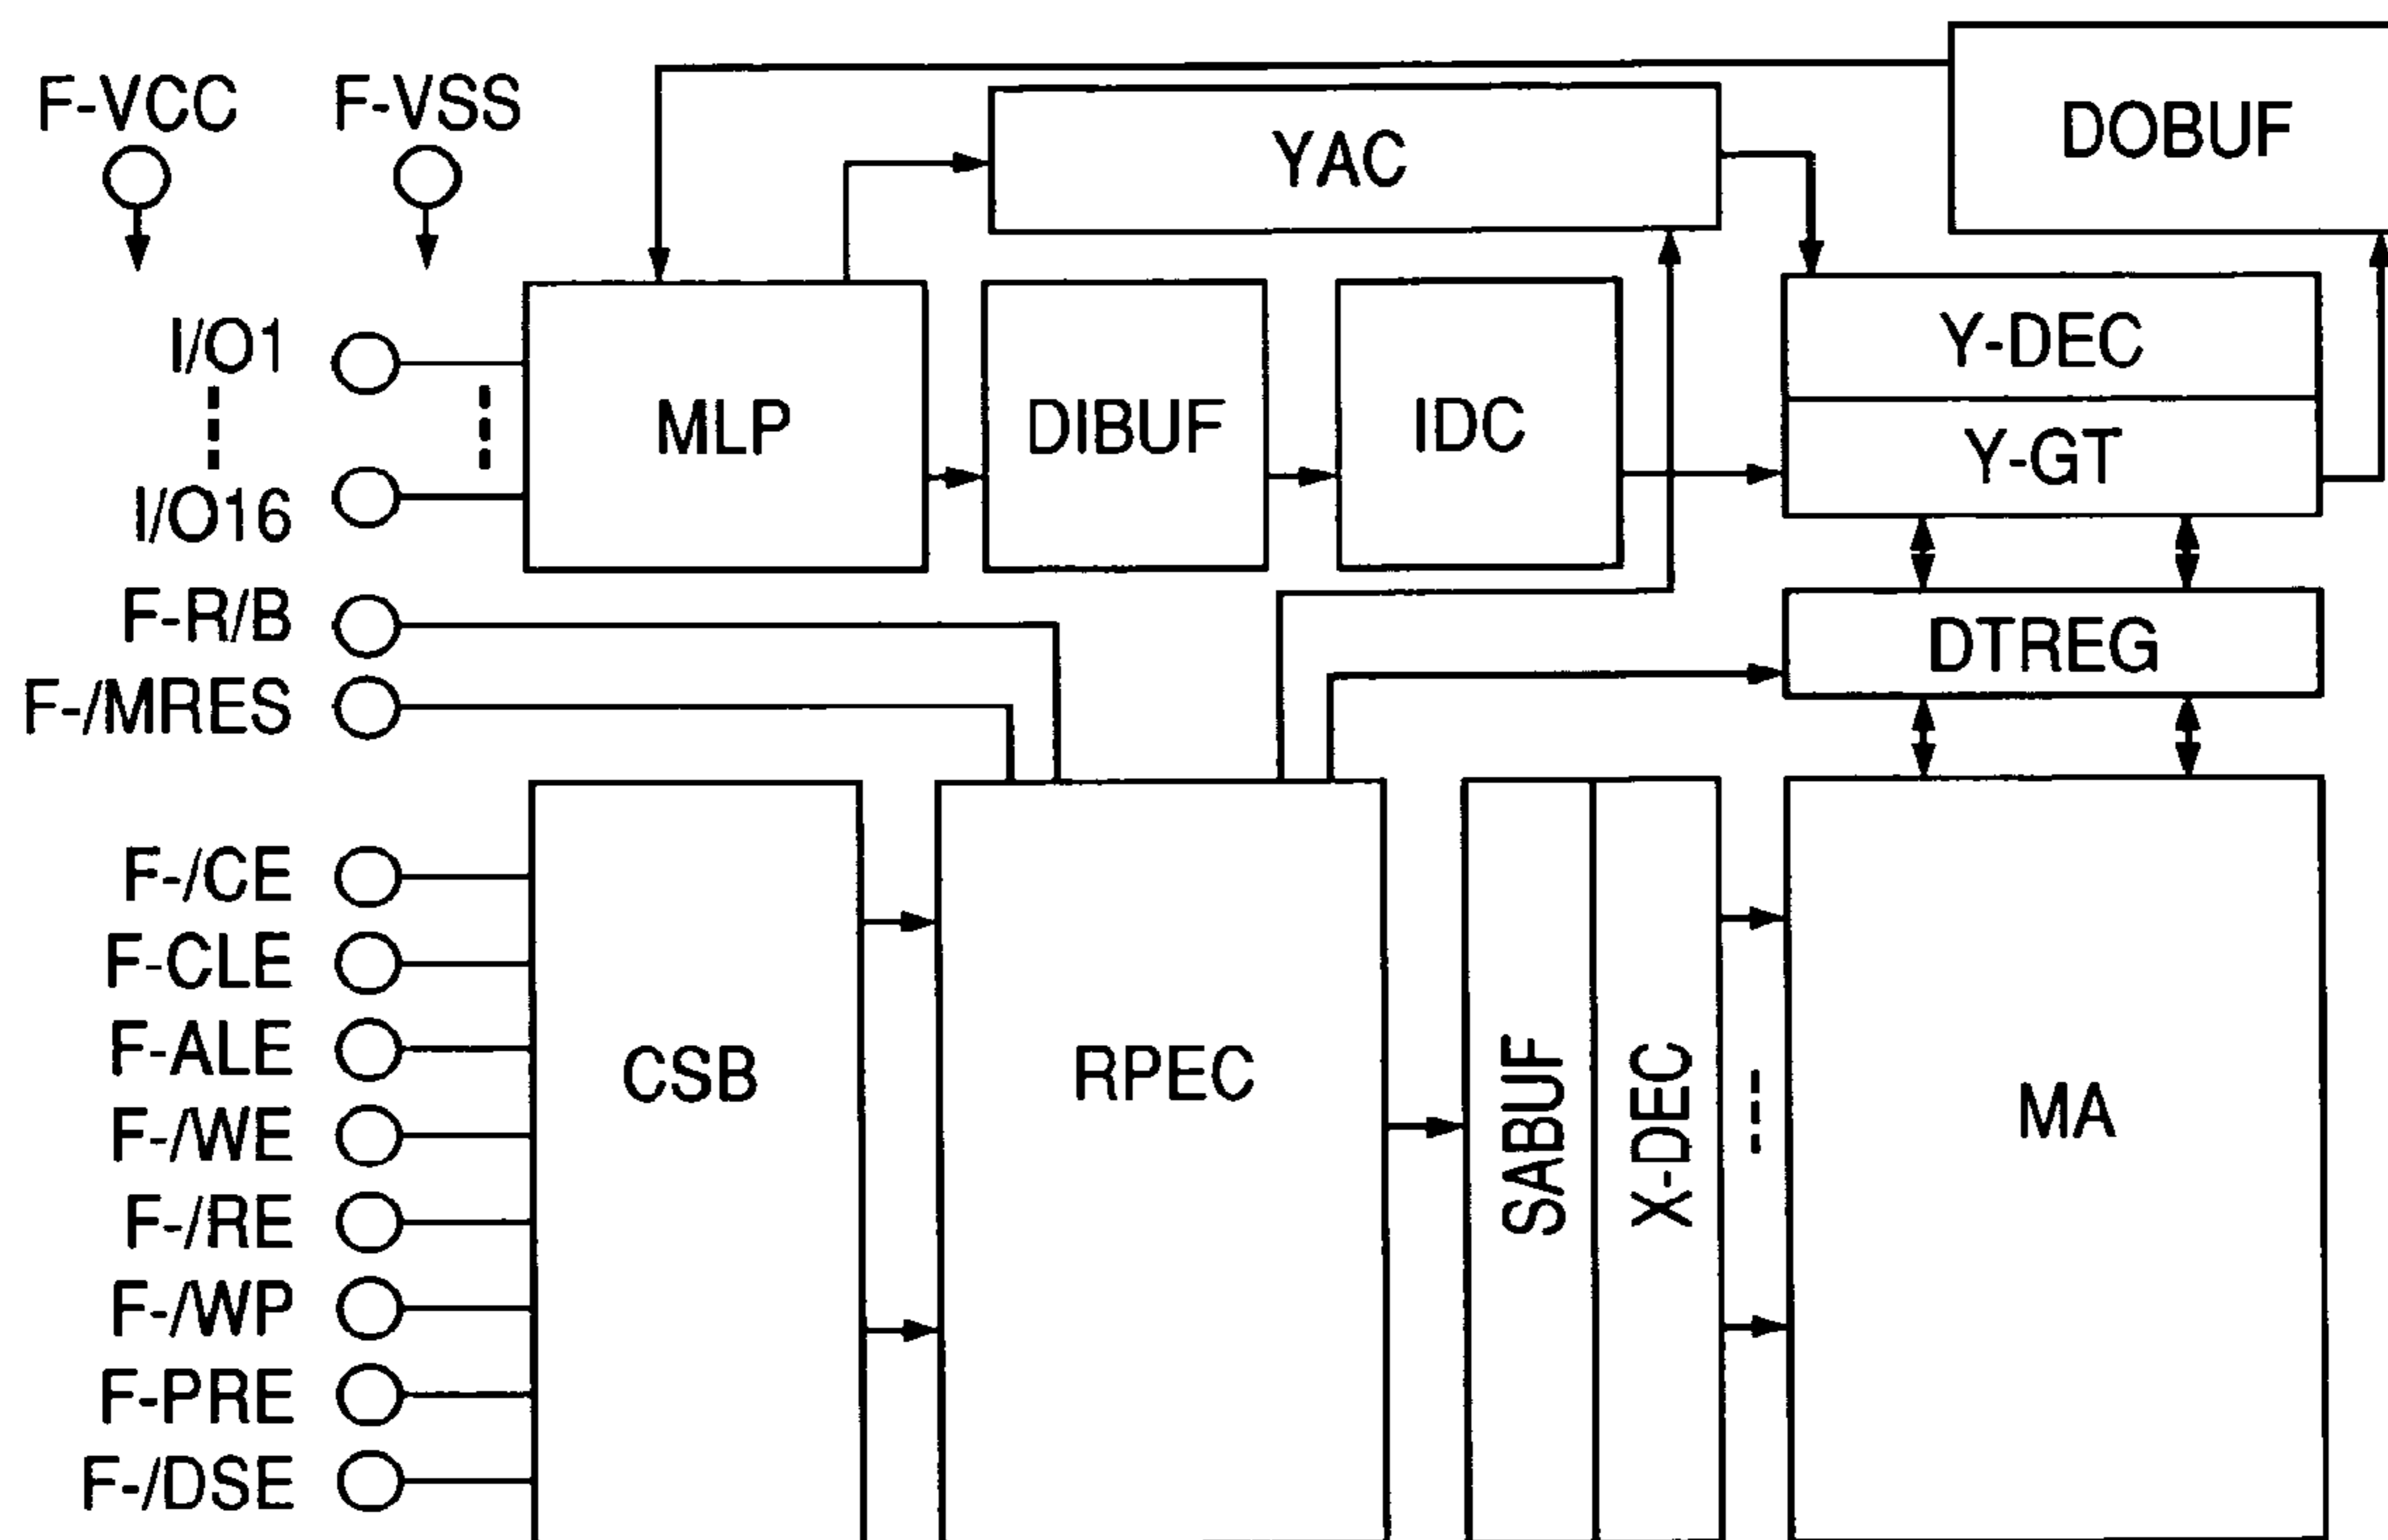 F-VCC
F-VSS
DOBUF
YAC
I/O1
I/O16
MLP
DIBUF
IDC
Y-DEC
Y-GT
F-R/B
F-/MRES
DTREG
F-/CE
F-CLE
F-ALE
F-/WE
F-/RE
F-/WP
F-PRE
F-/DSE
CSB
RPEC
SABUF
X-DEC
MA